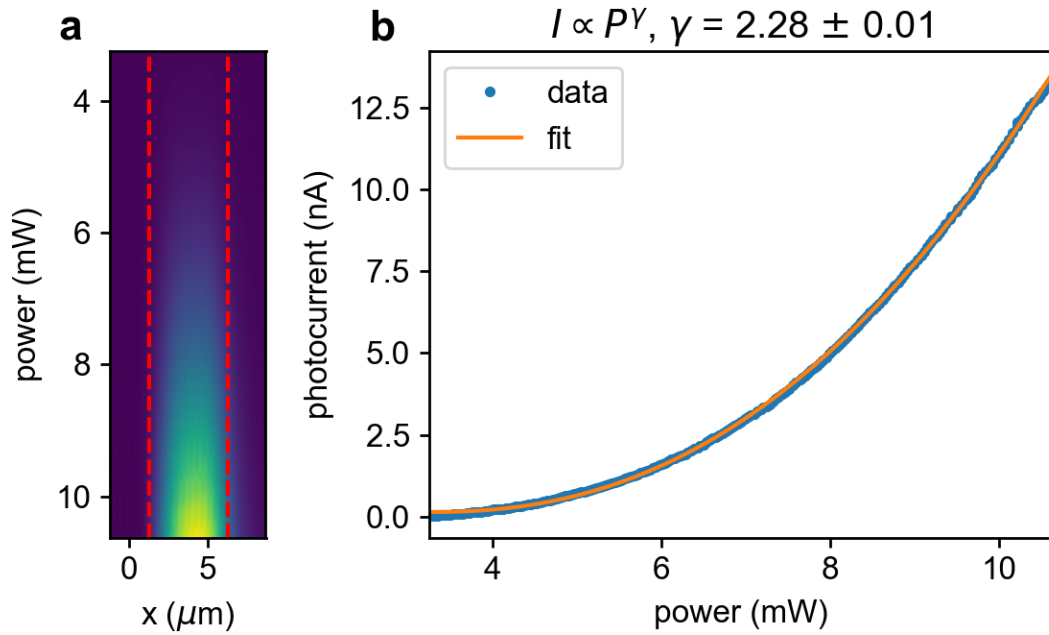 a
4
6
8
10
power (mW)
0
5
x (μm)
b
I ∝ P^γ, γ = 2.28 ± 0.01
data
fit
12.5
10.0
7.5
5.0
2.5
0.0
photocurrent (nA)
4
6
8
10
power (mW)